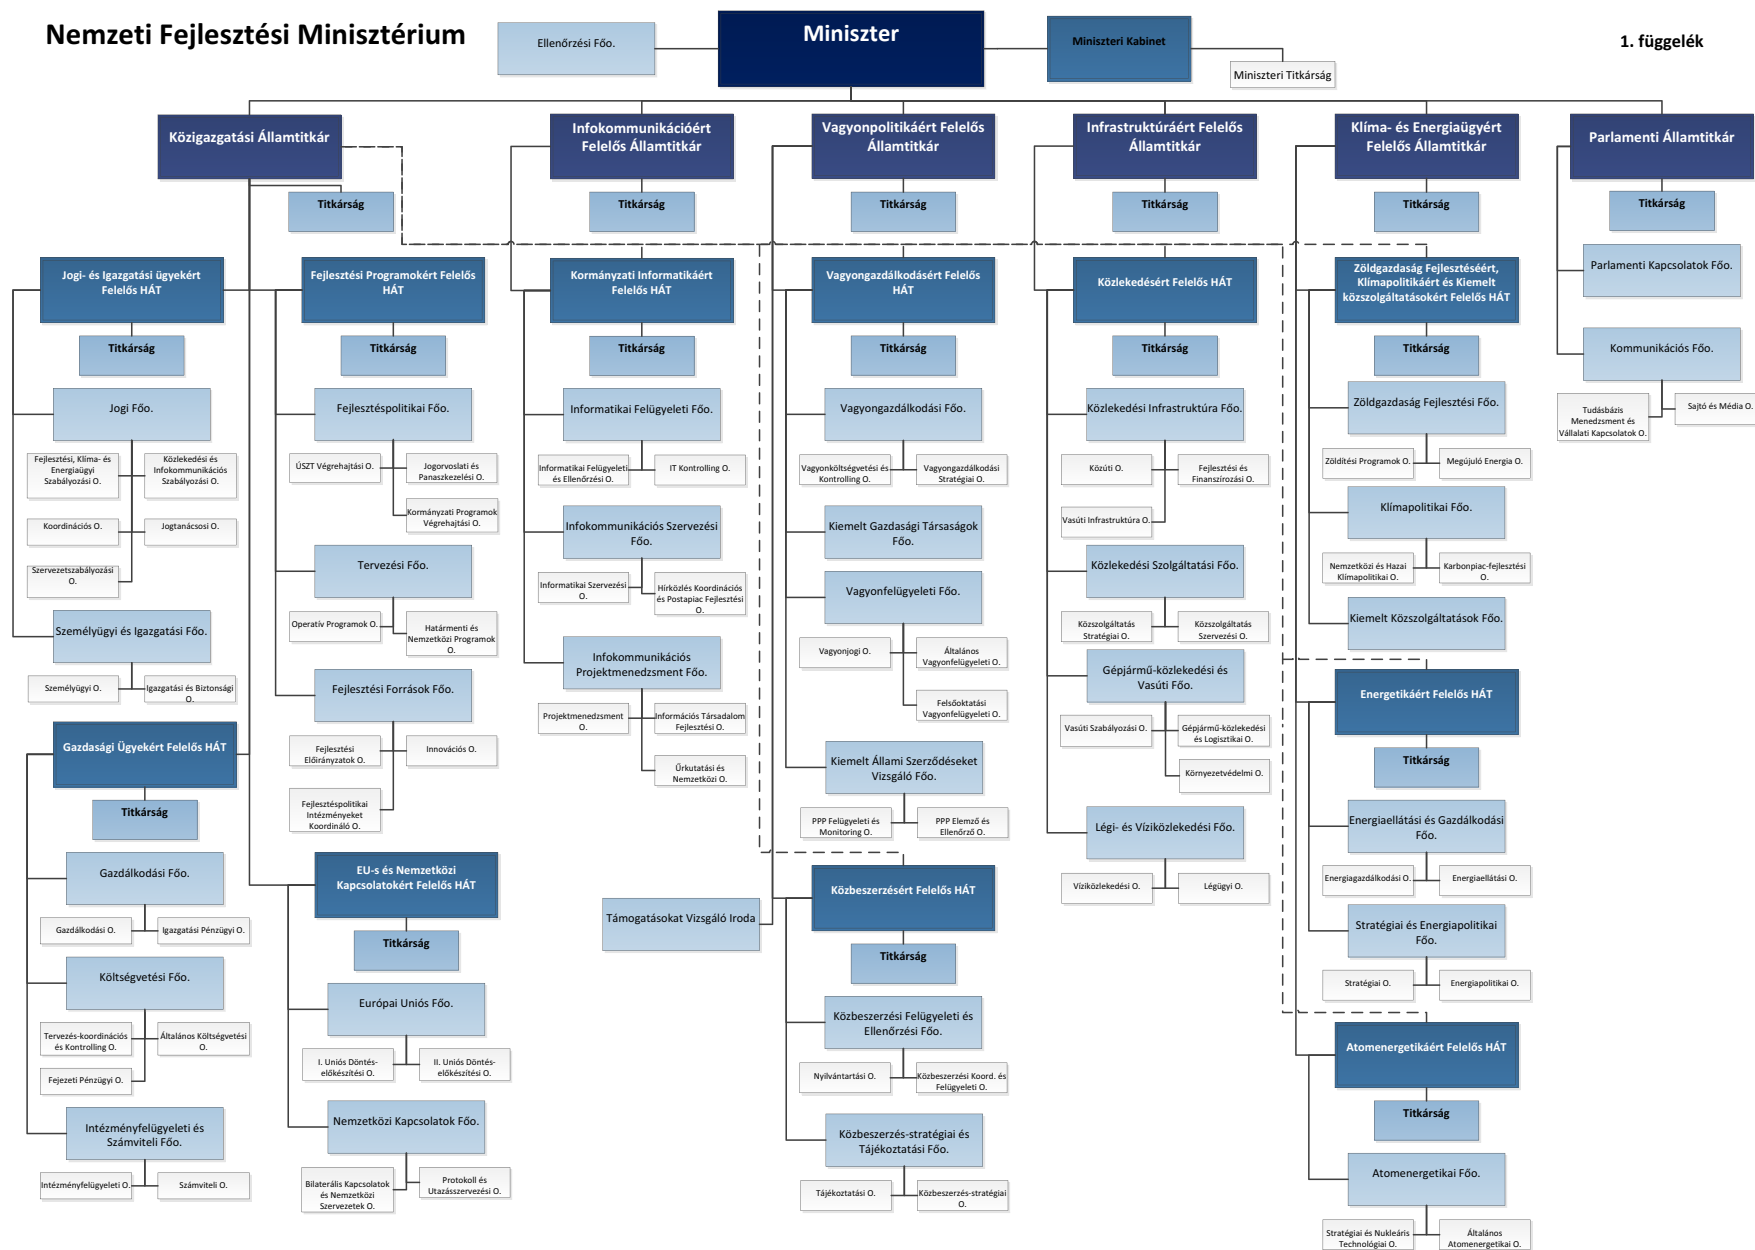 Nemzeti Fejlesztési Minisztérium
Ellenőrzési Főo.
Miniszter
Miniszteri Kabinet
Miniszteri Titkárság
1. függelék
Közigazgatási Államtitkár
Titkárság
Infokommunikációért
Felelős Államtitkár
Titkárság
Vagyonpolitikáért Felelős
Államtitkár
Titkárság
Infrastruktúráért Felelős
Államtitkár
Titkárság
Klíma- és Energiaügyért
Felelős Államtitkár
Titkárság
Parlamenti Államtitkár
Titkárság
Jogi- és Igazgatási ügyekért
Felelős HÁT
Titkárság
Jogi Főo.
Fejlesztési, Klíma- és
Energiaügyi
Szabályozási O.
Közlekedési és
Infokommunikációs
Szabályozási O.
Koordinációs O.
Jogtanácsosi O.
Szervezetszabályozási
O.
Személyügyi és Igazgatási Főo.
Személyügyi O.
Igazgatási és Biztonsági
O.
Gazdasági Ügyekért Felelős HÁT
Titkárság
Gazdálkodási Főo.
Gazdálkodási O.
Igazgatási Pénzügyi O.
Költségvetési Főo.
Tervezés-koordinációs
és Kontrolling O.
Általános Költségvetési
O.
Fejezeti Pénzügyi O.
Intézményfelügyeleti és
Számviteli Főo.
Intézményfelügyeleti O.
Számviteli O.
Fejlesztési Programokért Felelős
HÁT
Titkárság
Fejlesztéspolitikai Főo.
ÚSZT Végrehajtási O.
Jogorvoslati és
Panaszkezelési O.
Kormányzati Programok
Végrehajtási O.
Tervezési Főo.
Operatív Programok O.
Határmenti és
Nemzetközi Programok
O.
Fejlesztési Források Főo.
Fejlesztési
Előirányzatok O.
Innovációs O.
Fejlesztéspolitikai
Intézményeket
Koordináló O.
EU-s és Nemzetközi
Kapcsolatokért Felelős HÁT
Titkárság
Európai Uniós Főo.
I. Uniós Döntés-
előkészítési O.
II. Uniós Döntés-
előkészítési O.
Nemzetközi Kapcsolatok Főo.
Bilaterális Kapcsolatok
és Nemzetközi
Szervezetek O.
Protokoll és
Utazásszervezési O.
Kormányzati Informatikáért
Felelős HÁT
Titkárság
Informatikai Felügyeleti Főo.
Informatikai Felügyeleti
és Ellenőrzési O.
IT Kontrolling O.
Infokommunikációs Szervezési
Főo.
Informatikai Szervezési
O.
Hírközlés Koordinációs
és Postapiac Fejlesztési
O.
Infokommunikációs
Projektmenedzsment Főo.
Projektmenedzsment
O.
Információs Társadalom
Fejlesztési O.
Űrkutatási és
Nemzetközi O.
Vagyongazdálkodásért Felelős
HÁT
Titkárság
Vagyongazdálkodási Főo.
Vagyonköltségvetési és
Kontrolling O.
Vagyongazdálkodási
Stratégiai O.
Kiemelt Gazdasági Társaságok
Főo.
Vagyonfelügyeleti Főo.
Vagyonjogi O.
Általános
Vagyonfelügyeleti O.
Felsőoktatási
Vagyonfelügyeleti O.
Kiemelt Állami Szerződéseket
Vizsgáló Főo.
PPP Felügyeleti és
Monitoring O.
PPP Elemző és
Ellenőrző O.
Támogatásokat Vizsgáló Iroda
Közbeszerzésért Felelős HÁT
Titkárság
Közbeszerzési Felügyeleti és
Ellenőrzési Főo.
Nyilvántartási O.
Közbeszerzési Koord. és
Felügyeleti O.
Közbeszerzés-stratégiai és
Tájékoztatási Főo.
Tájékoztatási O.
Közbeszerzés-stratégiai
O.
Közlekedésért Felelős HÁT
Titkárság
Közlekedési Infrastruktúra Főo.
Közúti O.
Fejlesztési és
Finanszírozási O.
Vasúti Infrastruktúra O.
Közlekedési Szolgáltatási Főo.
Közszolgáltatás
Stratégiai O.
Közszolgáltatás
Szervezési O.
Gépjármű-közlekedési és
Vasúti Főo.
Vasúti Szabályozási O.
Gépjármű-közlekedési
és Logisztikai O.
Környezetvédelmi O.
Légi- és Víziközlekedési Főo.
Víziközlekedési O.
Légügyi O.
Zöldgazdaság Fejlesztéséért,
Klímapolitikáért és Kiemelt
közszolgáltatásokért Felelős HÁT
Titkárság
Zöldgazdaság Fejlesztési Főo.
Zöldítési Programok O.
Megújuló Energia O.
Klímapolitikai Főo.
Nemzetközi és Hazai
Klímapolitikai O.
Karbonpiac-fejlesztési
O.
Kiemelt Közszolgáltatások Főo.
Energetikáért Felelős HÁT
Titkárság
Energiaellátási és Gazdálkodási
Főo.
Energiagazdálkodási O.
Energiaellátási O.
Stratégiai és Energiapolitikai
Főo.
Stratégiai O.
Energiapolitikai O.
Atomenergetikáért Felelős HÁT
Titkárság
Atomenergetikai Főo.
Stratégiai és Nukleáris
Technológiai O.
Általános
Atomenergetikai O.
Parlamenti Kapcsolatok Főo.
Kommunikációs Főo.
Tudásbázis
Menedzsment és
Vállalati Kapcsolatok O.
Sajtó és Média O.